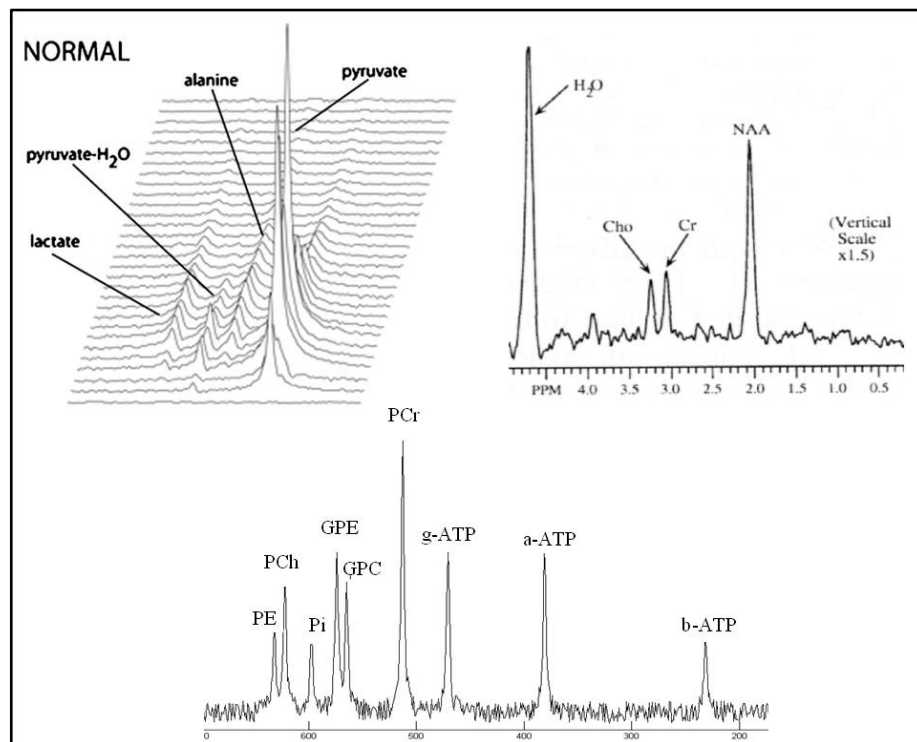 NORMAL
pyruvate
alanine
pyruvate-H₂O
lactate
H₂O
NAA
Cho
Cr
(Vertical
Scale
x1.5)
PPM 4.0 3.5 3.0 2.5 2.0 1.5 1.0 0.5
PCr
GPE
g-ATP
a-ATP
PCh
GPC
PE
Pi
b-ATP
0 600 500 400 300 200